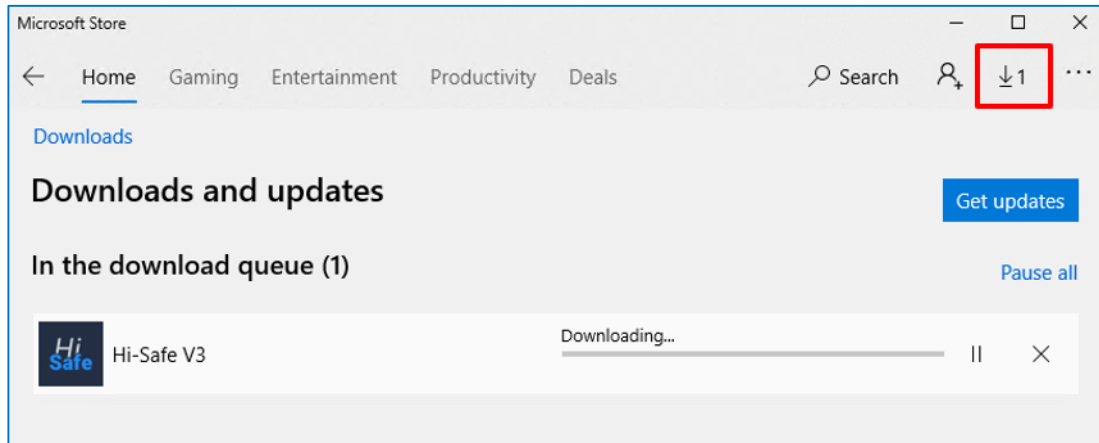 Microsoft Store
Home Gaming Entertainment Productivity Deals Search 1
Downloads
Downloads and updates
Get updates
In the download queue (1)
Pause all
Hi
Safe
Hi-Safe V3
Downloading...